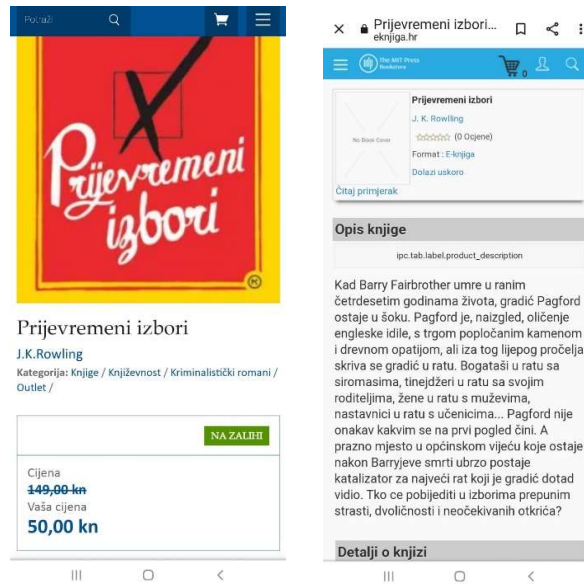 Potraži
Prijevremeni
izbori
Prijevremeni izbori
J.K.Rowling
Kategorija: Knjige / Književnost / Kriminalistički romani /
Outlet /
NA ZALIHI
Cijena
149,00 kn
Vaša cijena
50,00 kn
Prijevremeni izbori...
eknjiga.hr
The MIT Press
Bookstore
0
No Book Cover
Prijevremeni izbori
J. K. Rowlling
(0 Ocjene)
Format : E-knjiga
Dolazi uskoro
Čitaj primjerak
Opis knjige
ipc.tab.label.product_description
Kad Barry Fairbrother umre u ranim
četrdesetim godinama života, gradić Pagford
ostaje u šoku. Pagford je, naizgled, oličenje
engleske idile, s trgom popločanim kamenom
i drevnom opatijom, ali iza tog lijepog pročelja
skriva se gradić u ratu. Bogataši u ratu sa
siromasima, tinejdžeri u ratu sa svojim
roditeljima, žene u ratu s muževima,
nastavnici u ratu s učenicima... Pagford nije
onakav kakvim se na prvi pogled čini. A
prazno mjesto u općinskom vijeću koje ostaje
nakon Barryjeve smrti ubrzo postaje
katalizator za najveći rat koji je gradić dotad
vidio. Tko ce pobijediti u izborima prepunim
strasti, dvoličnosti i neočekivanih otkrića?
Detalji o knjizi